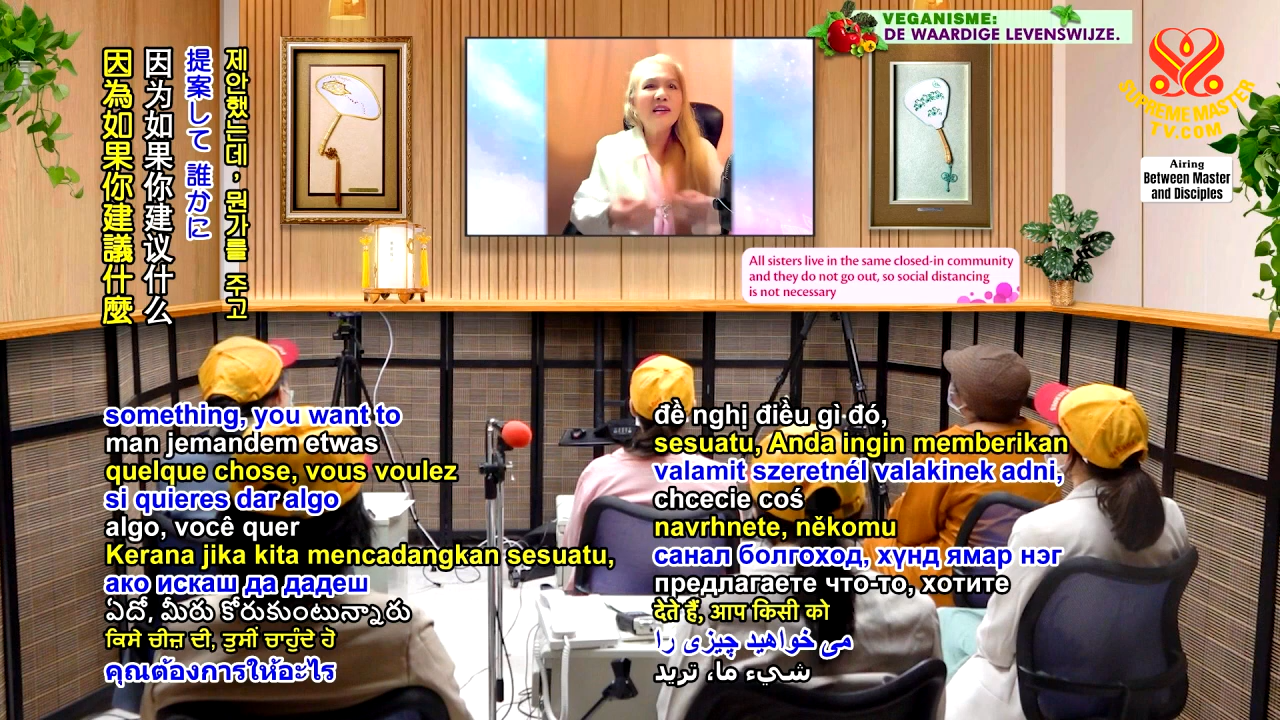 VEGANISME:
DE WAARDIGE LEVENSWIJZE.
SUPREME MASTER
TV.COM
Airing
Between Master
and Disciples
제안했는데, 뭔가를 주고
提案して 誰かに
因为如果你建议什么
因為如果你建議什麼
All sisters live in the same closed-in community
and they do not go out, so social distancing
is not necessary
something, you want to
man jemandem etwas
quelque chose, vous voulez
si quieres dar algo
algo, você quer
Kerana jika kita mencadangkan sesuatu,
ако искаш да дадеш
ఏదో, మీరు కోరుకుంటున్నారు
ਕਿਸੇ ਚੀਜ਼ ਦੀ, ਤੁਸੀਂ ਚਾਹੁੰਦੇ ਹੋ
คุณต้องการให้อะไร
đề nghị điều gì đó,
sesuatu, Anda ingin memberikan
valamit szeretnél valakinek adni,
chcecie coś
navrhnete, někomu
санал болгоход, хүнд ямар нэг
предлагаете что-то, хотите
देते हैं, आप किसी को
می خواهید چیزی را
شيء ما، تريد